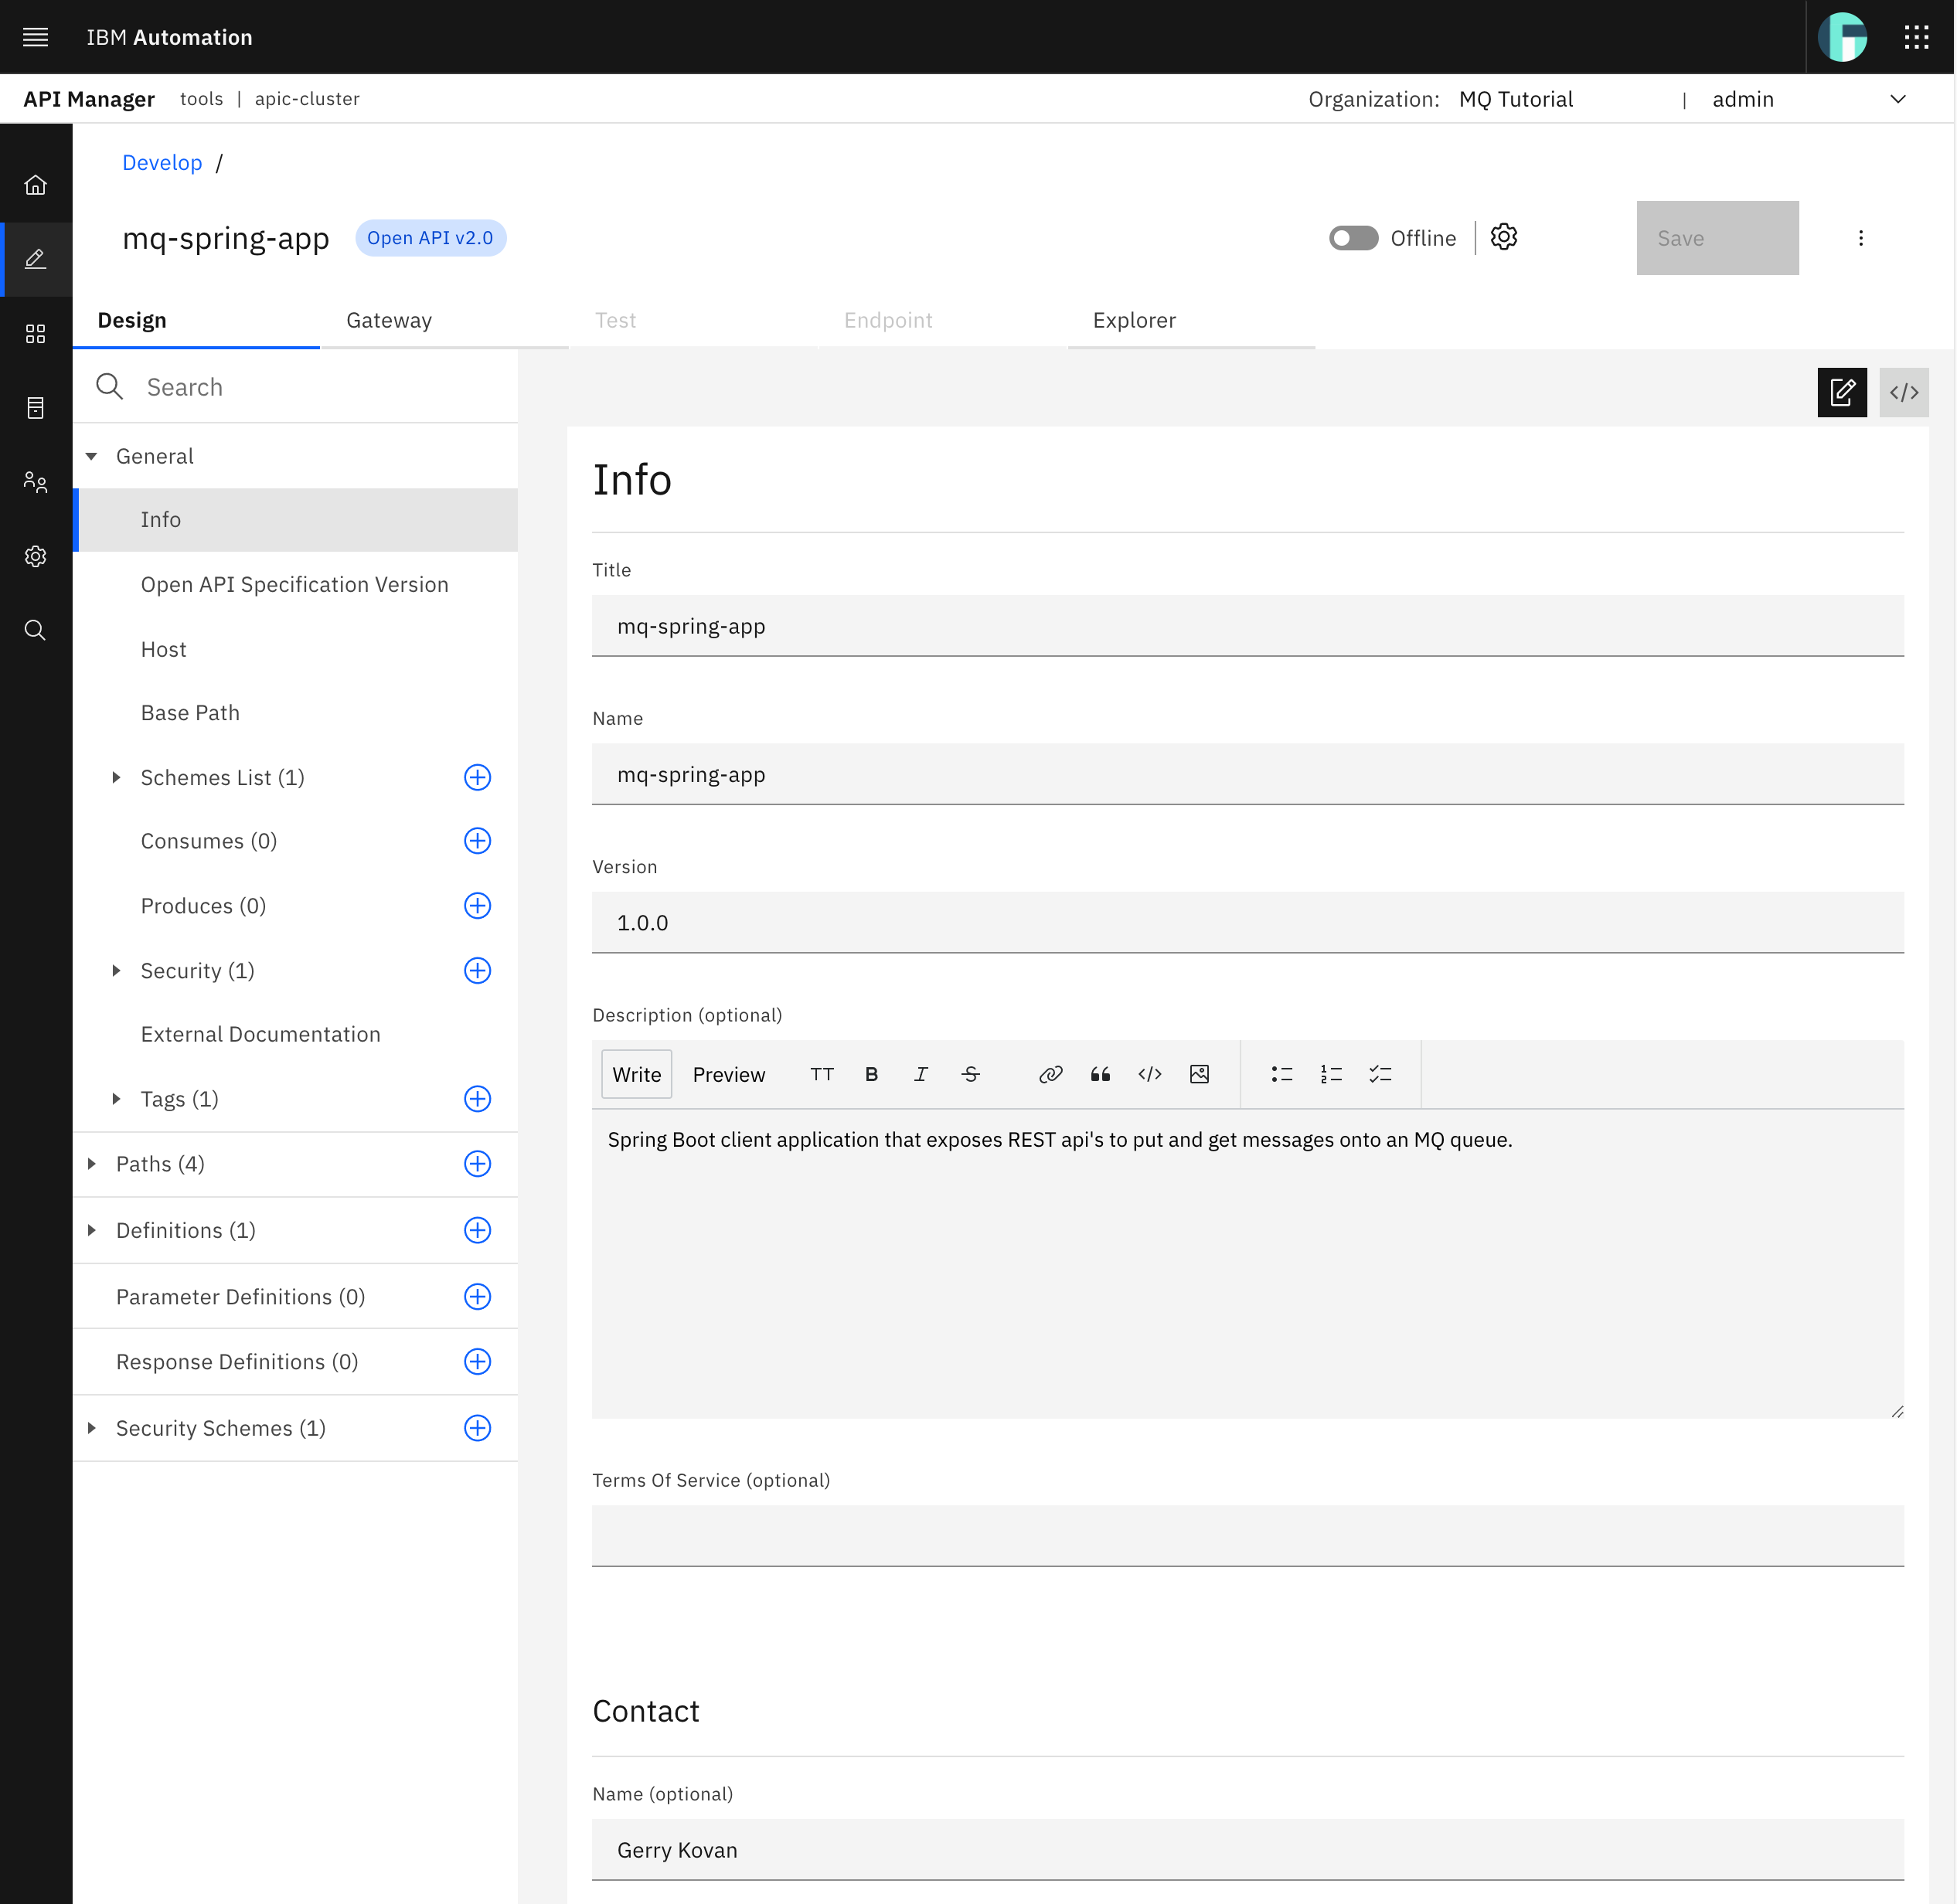 IBM Automation
API Manager tools | apic-cluster Organization: MQ Tutorial | admin
Develop /
mq-spring-app Open API v2.0 Offline Save
Design Gateway Test Endpoint Explorer
Search
General
Info
Open API Specification Version
Host
Base Path
Schemes List (1)
Consumes (0)
Produces (0)
Security (1)
External Documentation
Tags (1)
Paths (4)
Definitions (1)
Parameter Definitions (0)
Response Definitions (0)
Security Schemes (1)
Info
Title
mq-spring-app
Name
mq-spring-app
Version
1.0.0
Description (optional)
Write Preview TT B I S
Spring Boot client application that exposes REST api's to put and get messages onto an MQ queue.
Terms Of Service (optional)
Contact
Name (optional)
Gerry Kovan